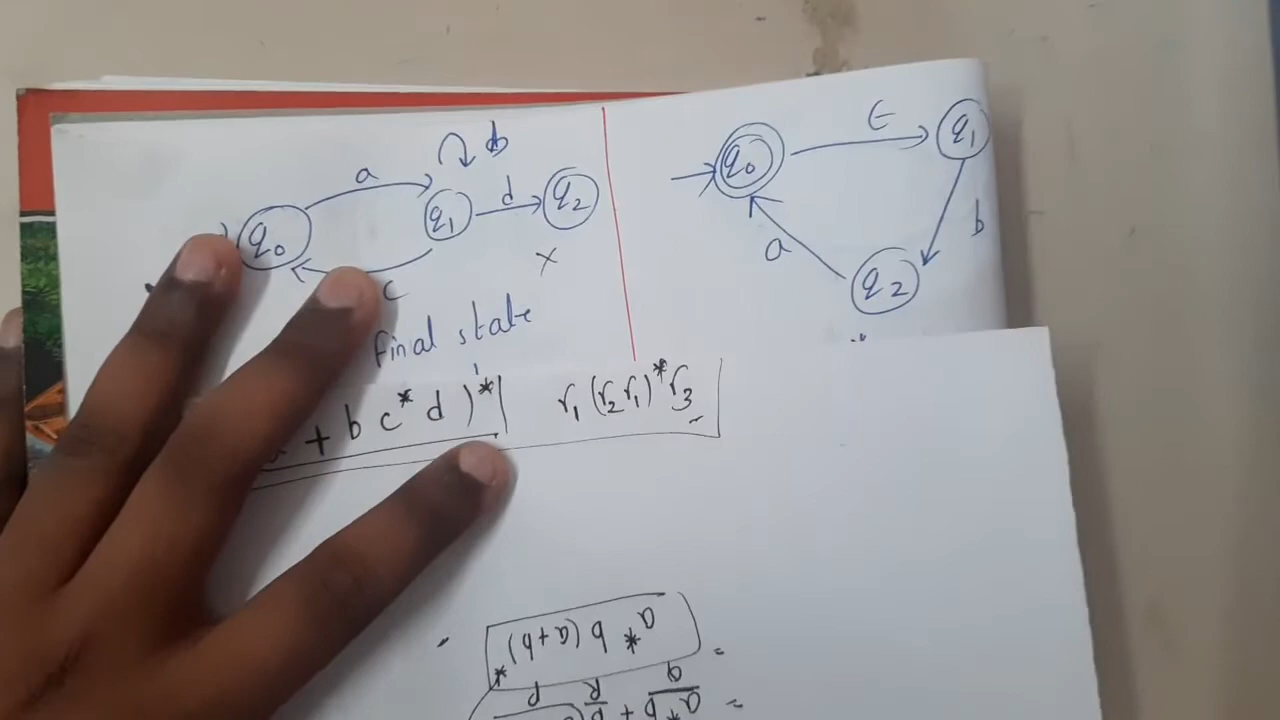 a
b
q0
q1
d
q2
c
x
final state
+ b c* d )*
r1 (r2 r1)* r3
q0
ϵ
q1
b
a
q2
a* b (a+b)*